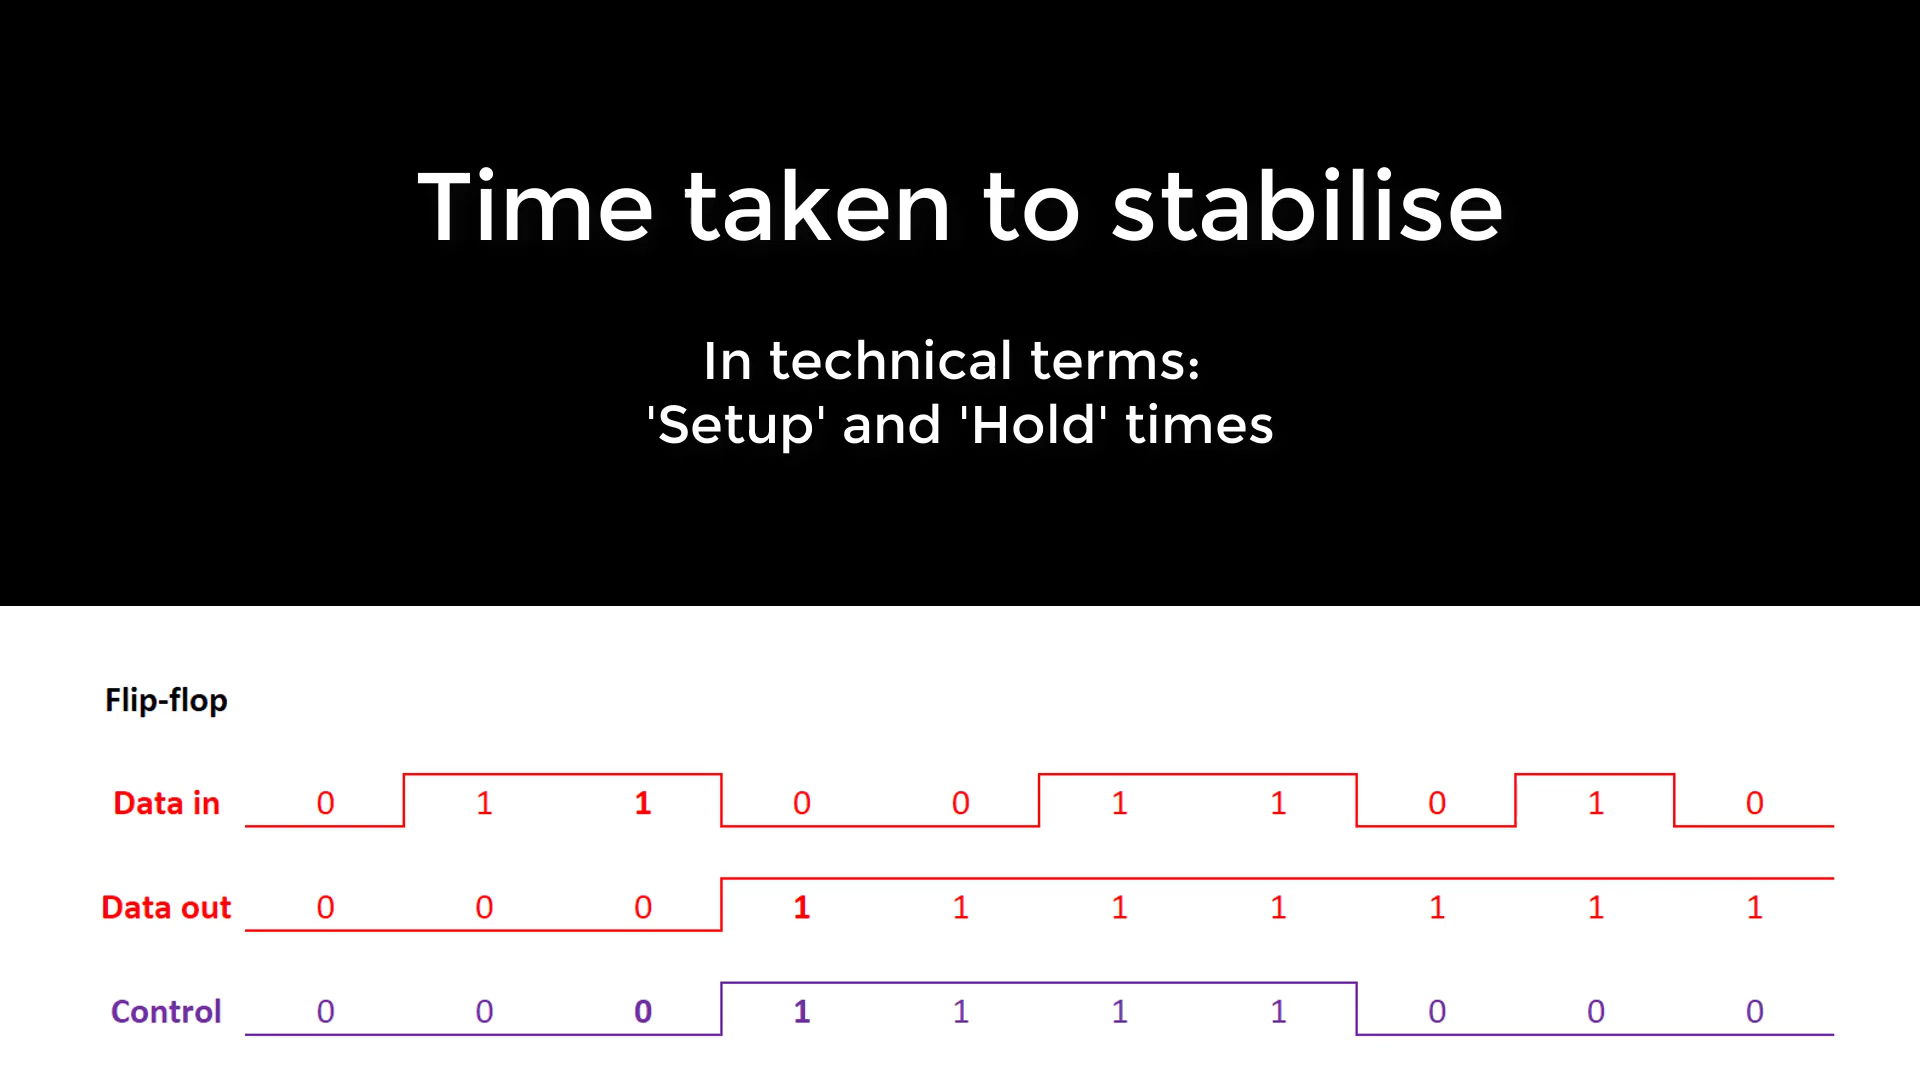 Time taken to stabilise
In technical terms:
'Setup' and 'Hold' times
Flip-flop
Data in 0 1 1 0 0 1 1 0 1 0
Data out 0 0 0 1 1 1 1 1 1 1
Control 0 0 0 1 1 1 1 0 0 0